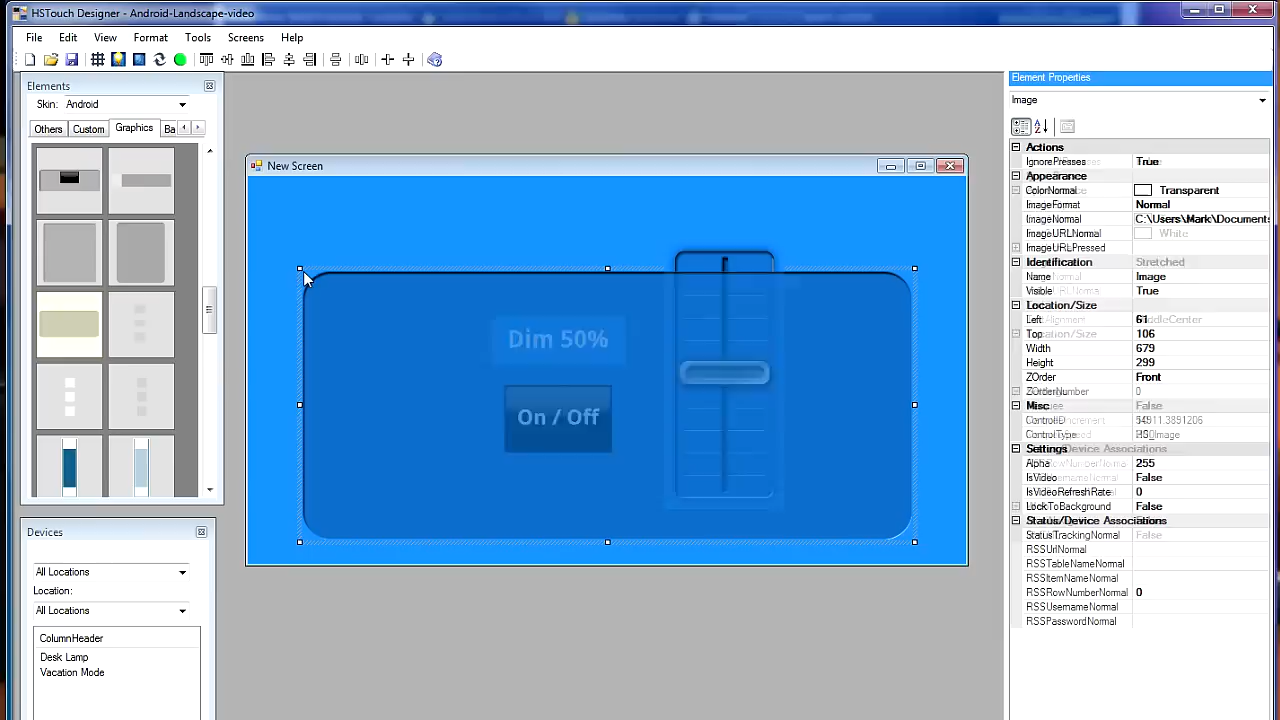 HSTouch Designer - Android-Landscape-video
File Edit View Format Tools Screens Help
Elements
Skin: Android
Others Custom Graphics Ba
New Screen
Dim 50%
On / Off
Devices
All Locations
Location:
All Locations
ColumnHeader
Desk Lamp
Vacation Mode
Element Properties
Image
Actions
IgnorePresses True
Appearance
ColorNormal Transparent
ImageFormat Normal
ImageNormal C:\Users\Mark\Documents
ImageURLNormal White
ImageURLPressed
Identification Stretched
Name Image
Visible True
Location/Size
Left 61
Top 106
Width 679
Height 299
ZOrder Front
ZOrderNumber 0
Misc False
ControlID
ControlType
Settings
Alpha 255
IsVideo False
IsVideoRefreshRate 0
LockToBackground False
Status/Device Associations
StatusTrackingNormal False
RSSUrlNormal
RSSTableNameNormal
RSSItemNameNormal
RSSRowNumberNormal 0
RSSUsernameNormal
RSSPasswordNormal